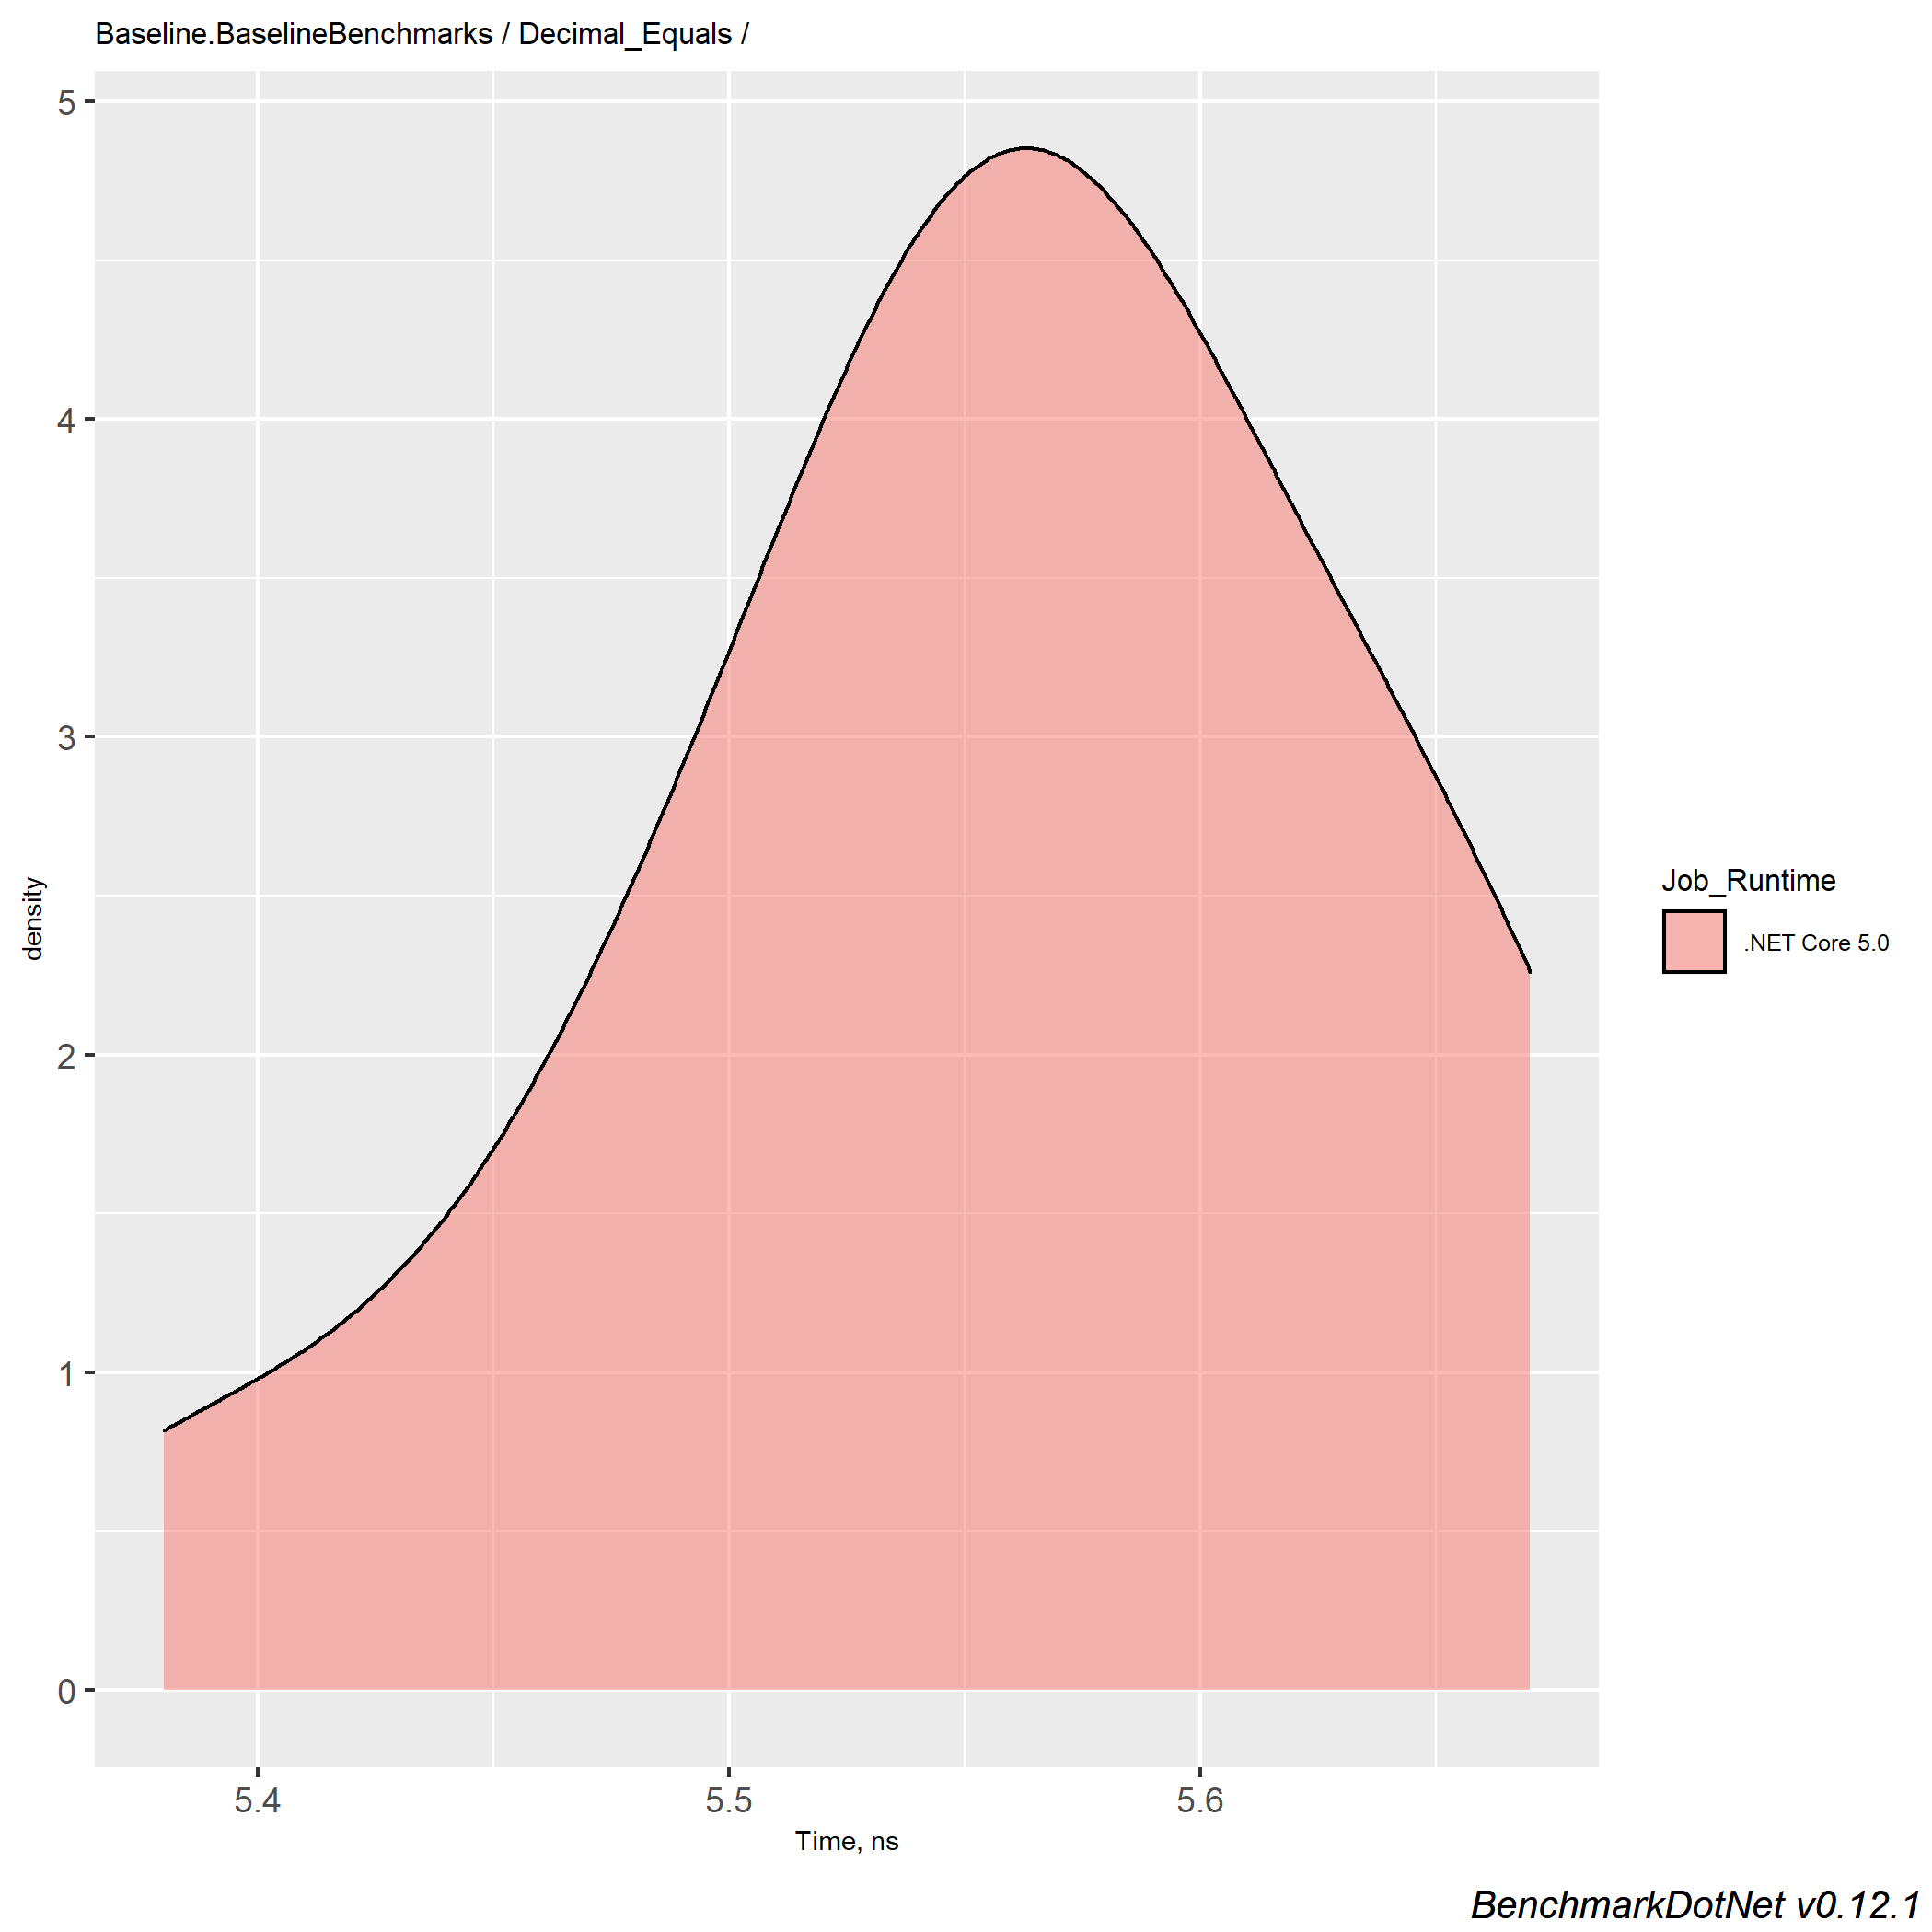 Baseline.BaselineBenchmarks / Decimal_Equals /
5
4
3
2
1
0
density
5.4 5.5 5.6
Time, ns
Job_Runtime
.NET Core 5.0
BenchmarkDotNet v0.12.1